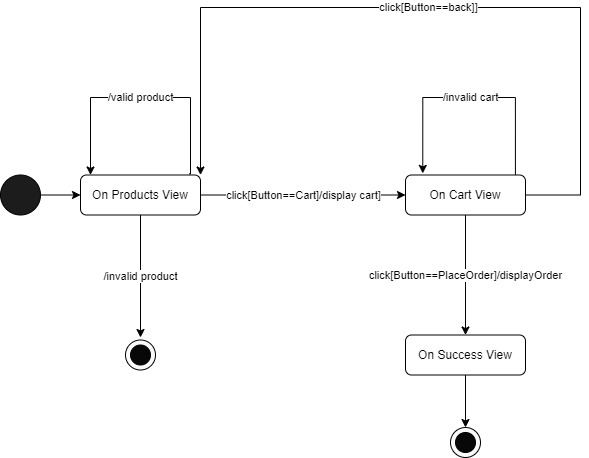 click[Button==back]]
/valid product
/invalid cart
On Products View
click[Button==Cart]/display cart]
On Cart View
/invalid product
click[Button==PlaceOrder]/displayOrder
On Success View